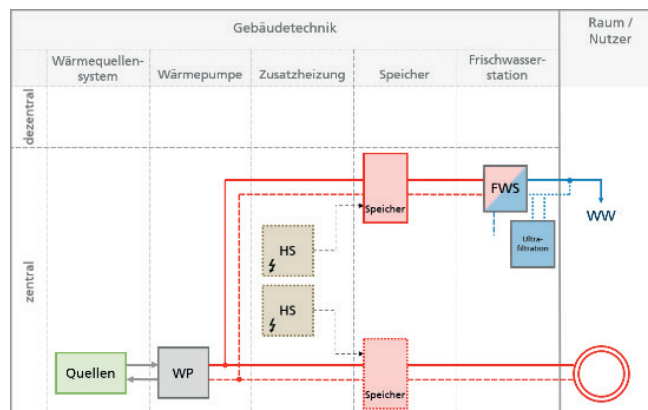 Gebäudetechnik
Raum /
Nutzer
Wärmequellen-
system
Wärmepumpe
Zusatzheizung
Speicher
Frischwasser-
station
dezentral
zentral
Speicher
FWS
WW
Ultra-
filtration
HS
HS
Quellen
WP
Speicher